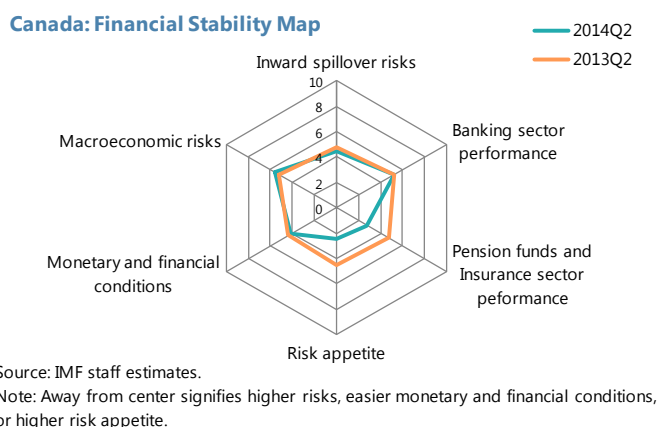 Canada: Financial Stability Map
2014Q2
2013Q2
Inward spillover risks
10
8
6
4
2
0
Banking sector
performance
Pension funds and
Insurance sector
peformance
Risk appetite
Monetary and financial
conditions
Macroeconomic risks
Source: IMF staff estimates.
Note: Away from center signifies higher risks, easier monetary and financial conditions,
or higher risk appetite.